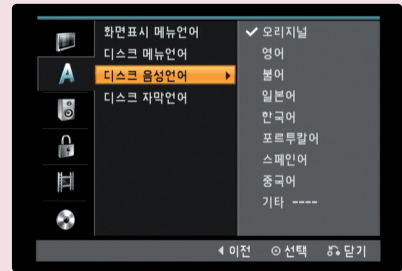 화면표시 메뉴언어
디스크 메뉴언어
디스크 음성언어
디스크 자막언어
✔ 오리지널
영어
불어
일본어
한국어
포르투칼어
스페인어
중국어
기타 ----
A
◀ 이전 ⊙ 선택 닫기